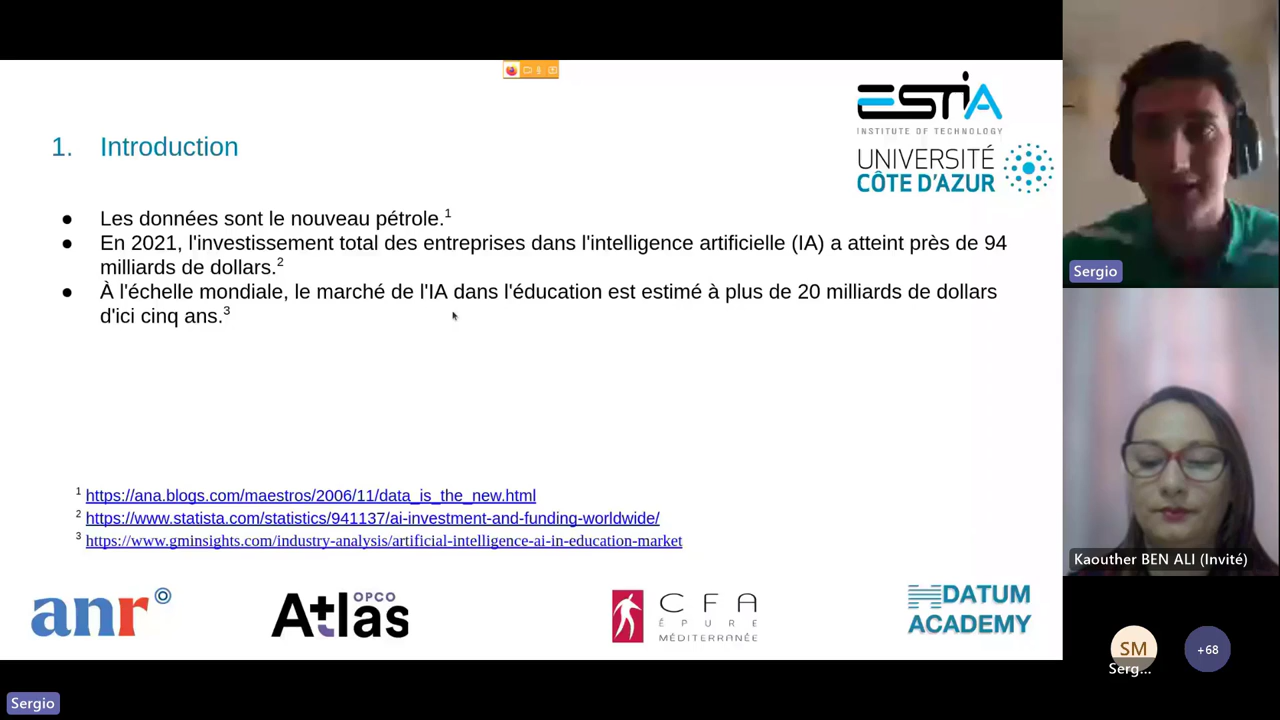 ESTIA
INSTITUTE OF TECHNOLOGY
UNIVERSITÉ
CÔTE D'AZUR
1. Introduction
● Les données sont le nouveau pétrole.1
● En 2021, l'investissement total des entreprises dans l'intelligence artificielle (IA) a atteint près de 94
milliards de dollars.2
● À l'échelle mondiale, le marché de l'IA dans l'éducation est estimé à plus de 20 milliards de dollars
d'ici cinq ans.3
1 https://ana.blogs.com/maestros/2006/11/data_is_the_new.html
2 https://www.statista.com/statistics/941137/ai-investment-and-funding-worldwide/
3 https://www.gminsights.com/industry-analysis/artificial-intelligence-ai-in-education-market
anr
OPCO
Atlas
CFA
ÉPURE
MÉDITERRANÉE
DATUM
ACADEMY
Sergio
Kaouther BEN ALI (Invité)
SM
Serg...
+68
Sergio